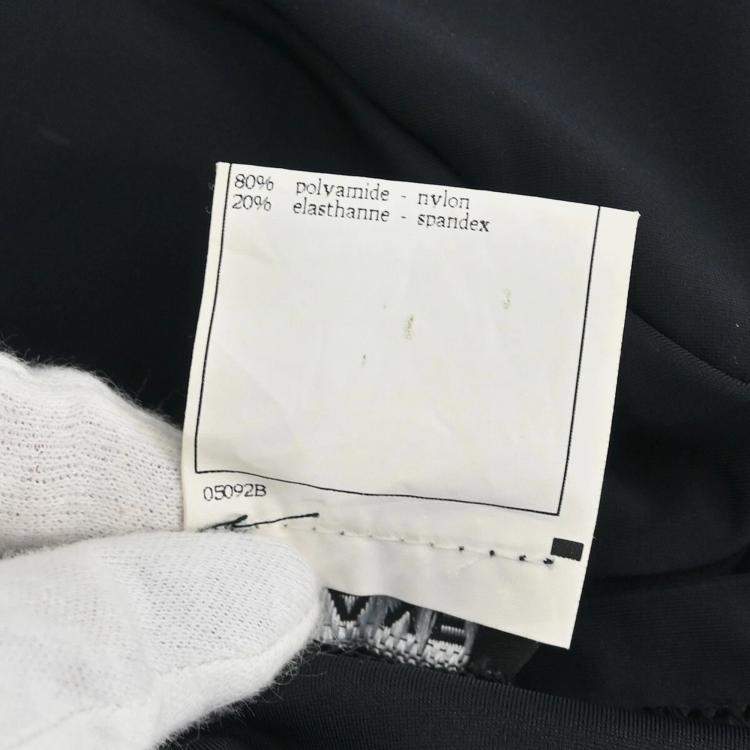 80% polyamide - nylon
20% elasthanne - spandex
05092B